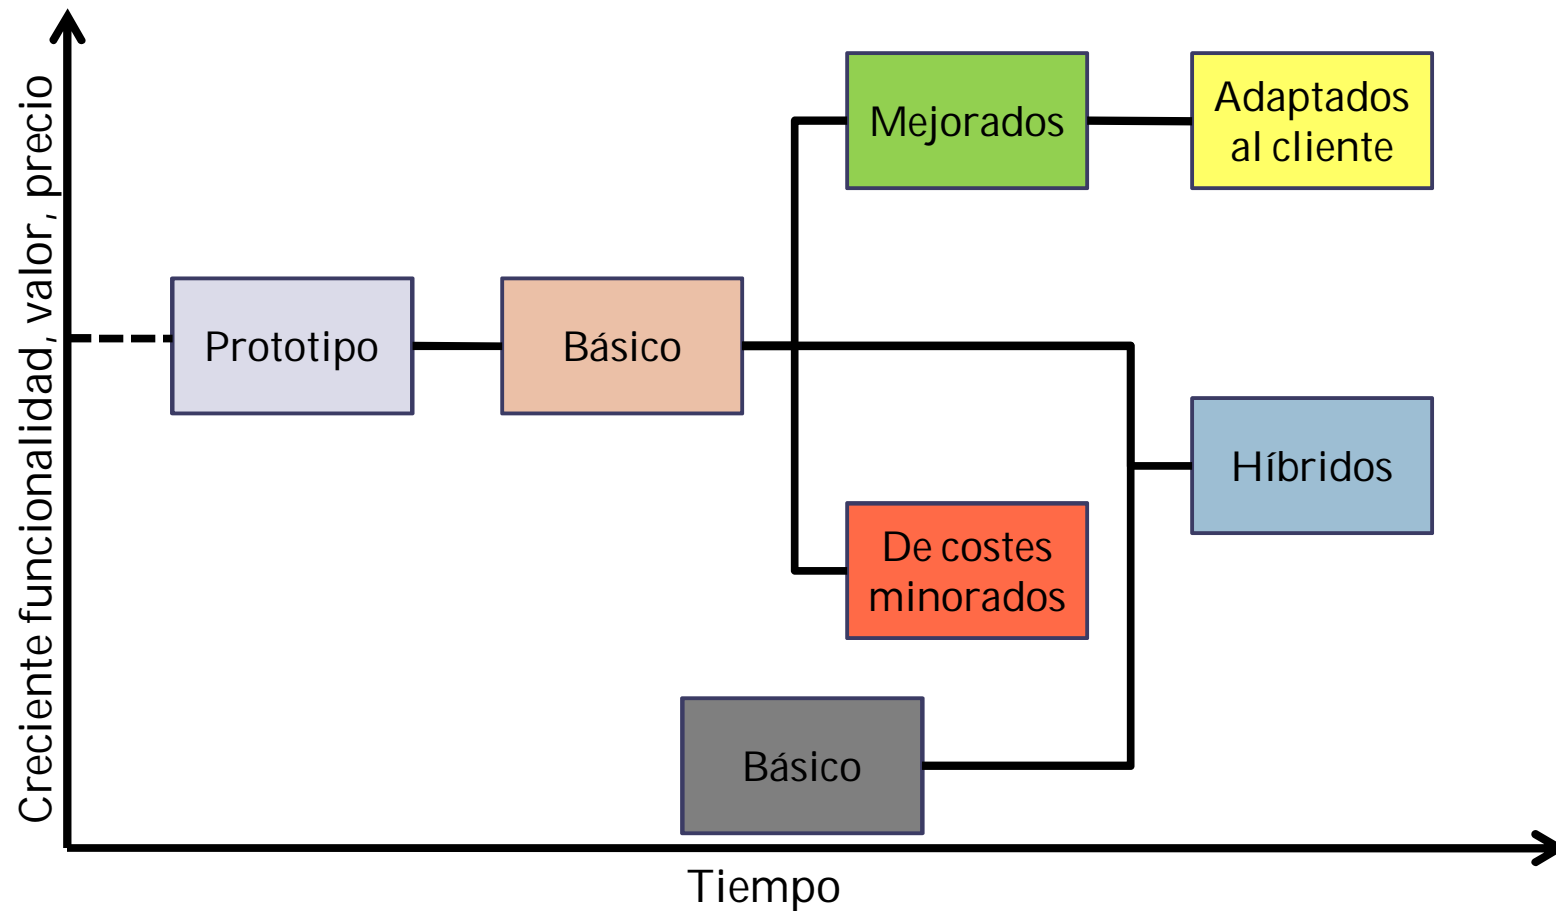 Creciente funcionalidad, valor, precio
Mejorados
Adaptados
al cliente
Prototipo
Básico
Híbridos
De costes
minorados
Básico
Tiempo